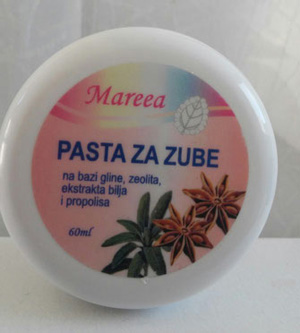 Mareea
PASTA ZA ZUBE
na bazi gline, zeolita,
ekstrakta bilja
i propolisa
60ml